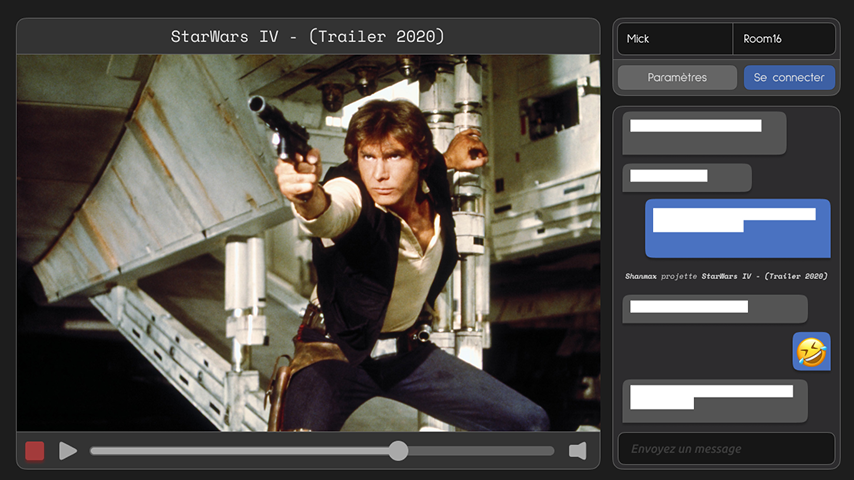 StarWars IV - (Trailer 2020)
Mick
Room16
Paramètres
Se connecter
Shanmax projette StarWars IV - (Trailer 2020)
Envoyez un message